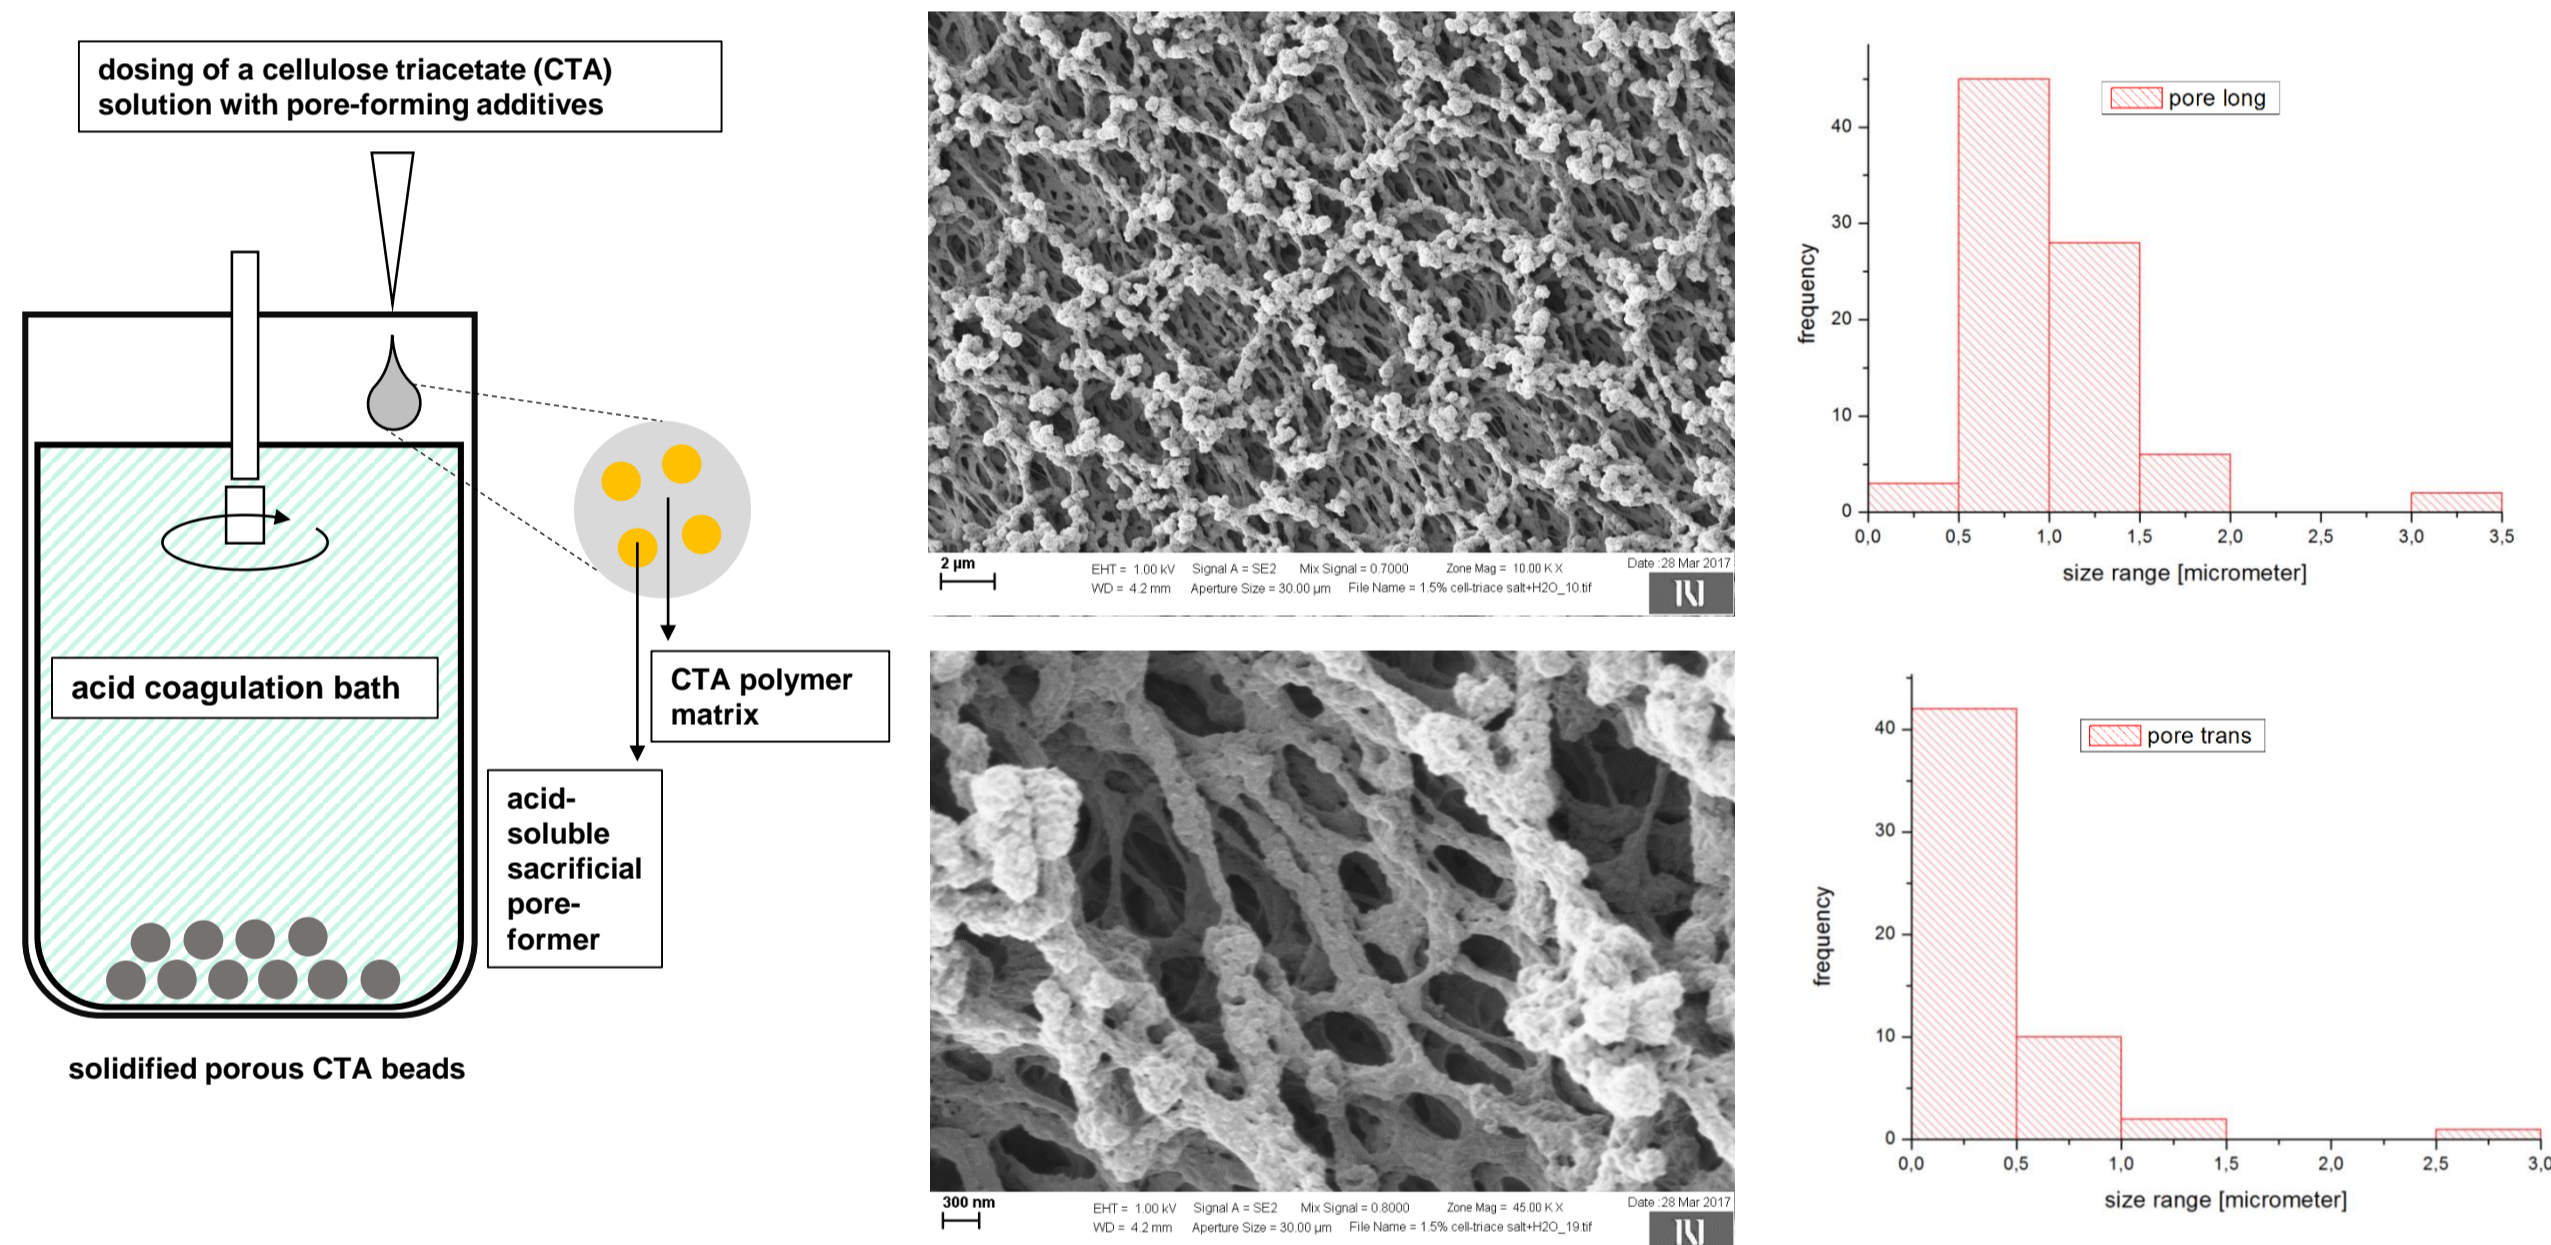 dosing of a cellulose triacetate (CTA)
solution with pore-forming additives
acid coagulation bath
CTA polymer
matrix
acid-
soluble
sacrificial
pore-
former
solidified porous CTA beads
2 µm
EHT = 1.00 kV Signal A = SE2 Mix Signal = 0.7000 Zone Mag = 10.00 K X Date :28 Mar 2017
WD = 4.2 mm Aperture Size = 30.00 µm File Name = 1.5% cell-triace salt+H2O_10.tif
300 nm
EHT = 1.00 kV Signal A = SE2 Mix Signal = 0.8000 Zone Mag = 45.00 K X Date :28 Mar 2017
WD = 4.2 mm Aperture Size = 30.00 µm File Name = 1.5% cell-triace salt+H2O_19.tif
pore long
frequency
40
30
20
10
0
0,0 0,5 1,0 1,5 2,0 2,5 3,0 3,5
size range [micrometer]
pore trans
frequency
40
30
20
10
0
0,0 0,5 1,0 1,5 2,0 2,5 3,0
size range [micrometer]